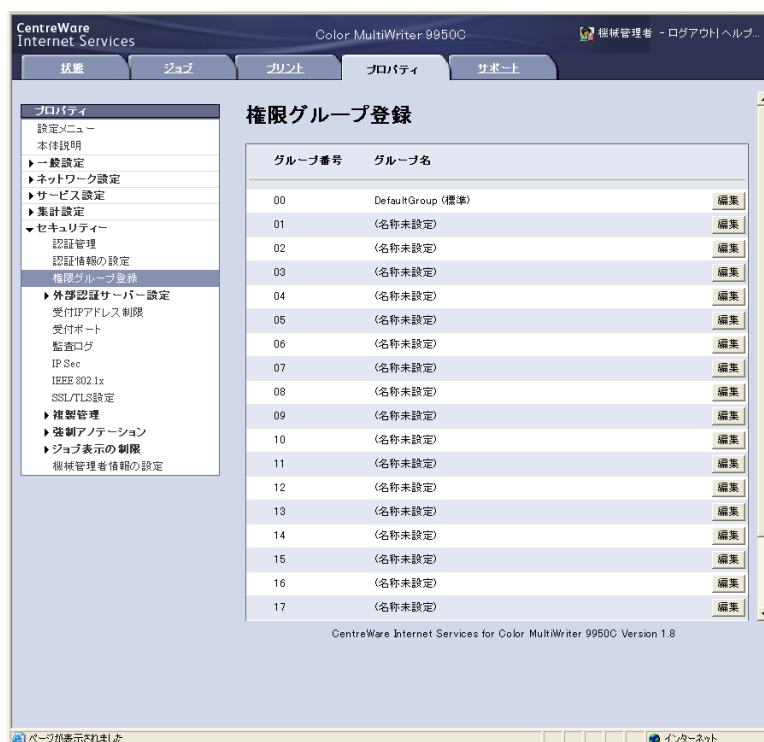 CentreWare
Internet Services
Color MultiWriter 9950C
機械管理者 - ログアウト|ヘルプ...
状態
ジョブ
プリント
プロパティ
サポート
プロパティ
設定メニュー
本体説明
一般設定
ネットワーク設定
サービス設定
集計設定
セキュリティー
認証管理
認証情報の設定
権限グループ登録
外部認証サーバー設定
受付IPアドレス制限
受付ポート
監査ログ
IP Sec
IEEE 802.1x
SSL/TLS設定
複製管理
強制アノテーション
ジョブ表示の制限
機械管理者情報の設定
権限グループ登録
グループ番号 グループ名
00 DefaultGroup (標準) 編集
01 (名称未設定) 編集
02 (名称未設定) 編集
03 (名称未設定) 編集
04 (名称未設定) 編集
05 (名称未設定) 編集
06 (名称未設定) 編集
07 (名称未設定) 編集
08 (名称未設定) 編集
09 (名称未設定) 編集
10 (名称未設定) 編集
11 (名称未設定) 編集
12 (名称未設定) 編集
13 (名称未設定) 編集
14 (名称未設定) 編集
15 (名称未設定) 編集
16 (名称未設定) 編集
17 (名称未設定) 編集
CentreWare Internet Services for Color MultiWriter 9950C Version 1.8
ページが表示されました
インターネット